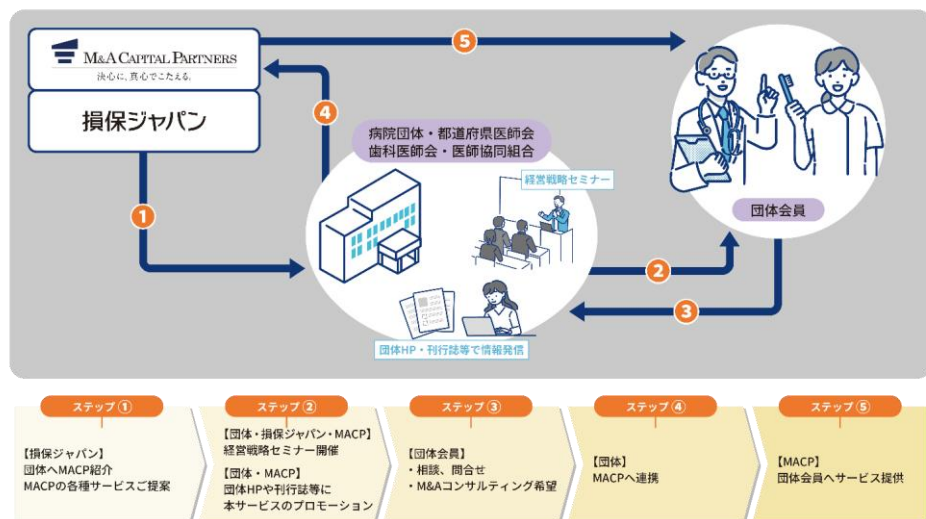 M&A CAPITAL PARTNERS
決心に、真心でこたえる。
損保ジャパン
⑤
④
病院団体・都道府県医師会
歯科医師会・医師協同組合
経営戦略セミナー
団体会員
①
②
③
団体HP・刊行誌等で情報発信
ステップ①
【損保ジャパン】
団体へMACP紹介
MACPの各種サービスご提案
ステップ②
【団体・損保ジャパン・MACP】
経営戦略セミナー開催
【団体・MACP】
団体HPや刊行誌等に
本サービスのプロモーション
ステップ③
【団体会員】
・相談、問合せ
・M&Aコンサルティング希望
ステップ④
【団体】
MACPへ連携
ステップ⑤
【MACP】
団体会員へサービス提供